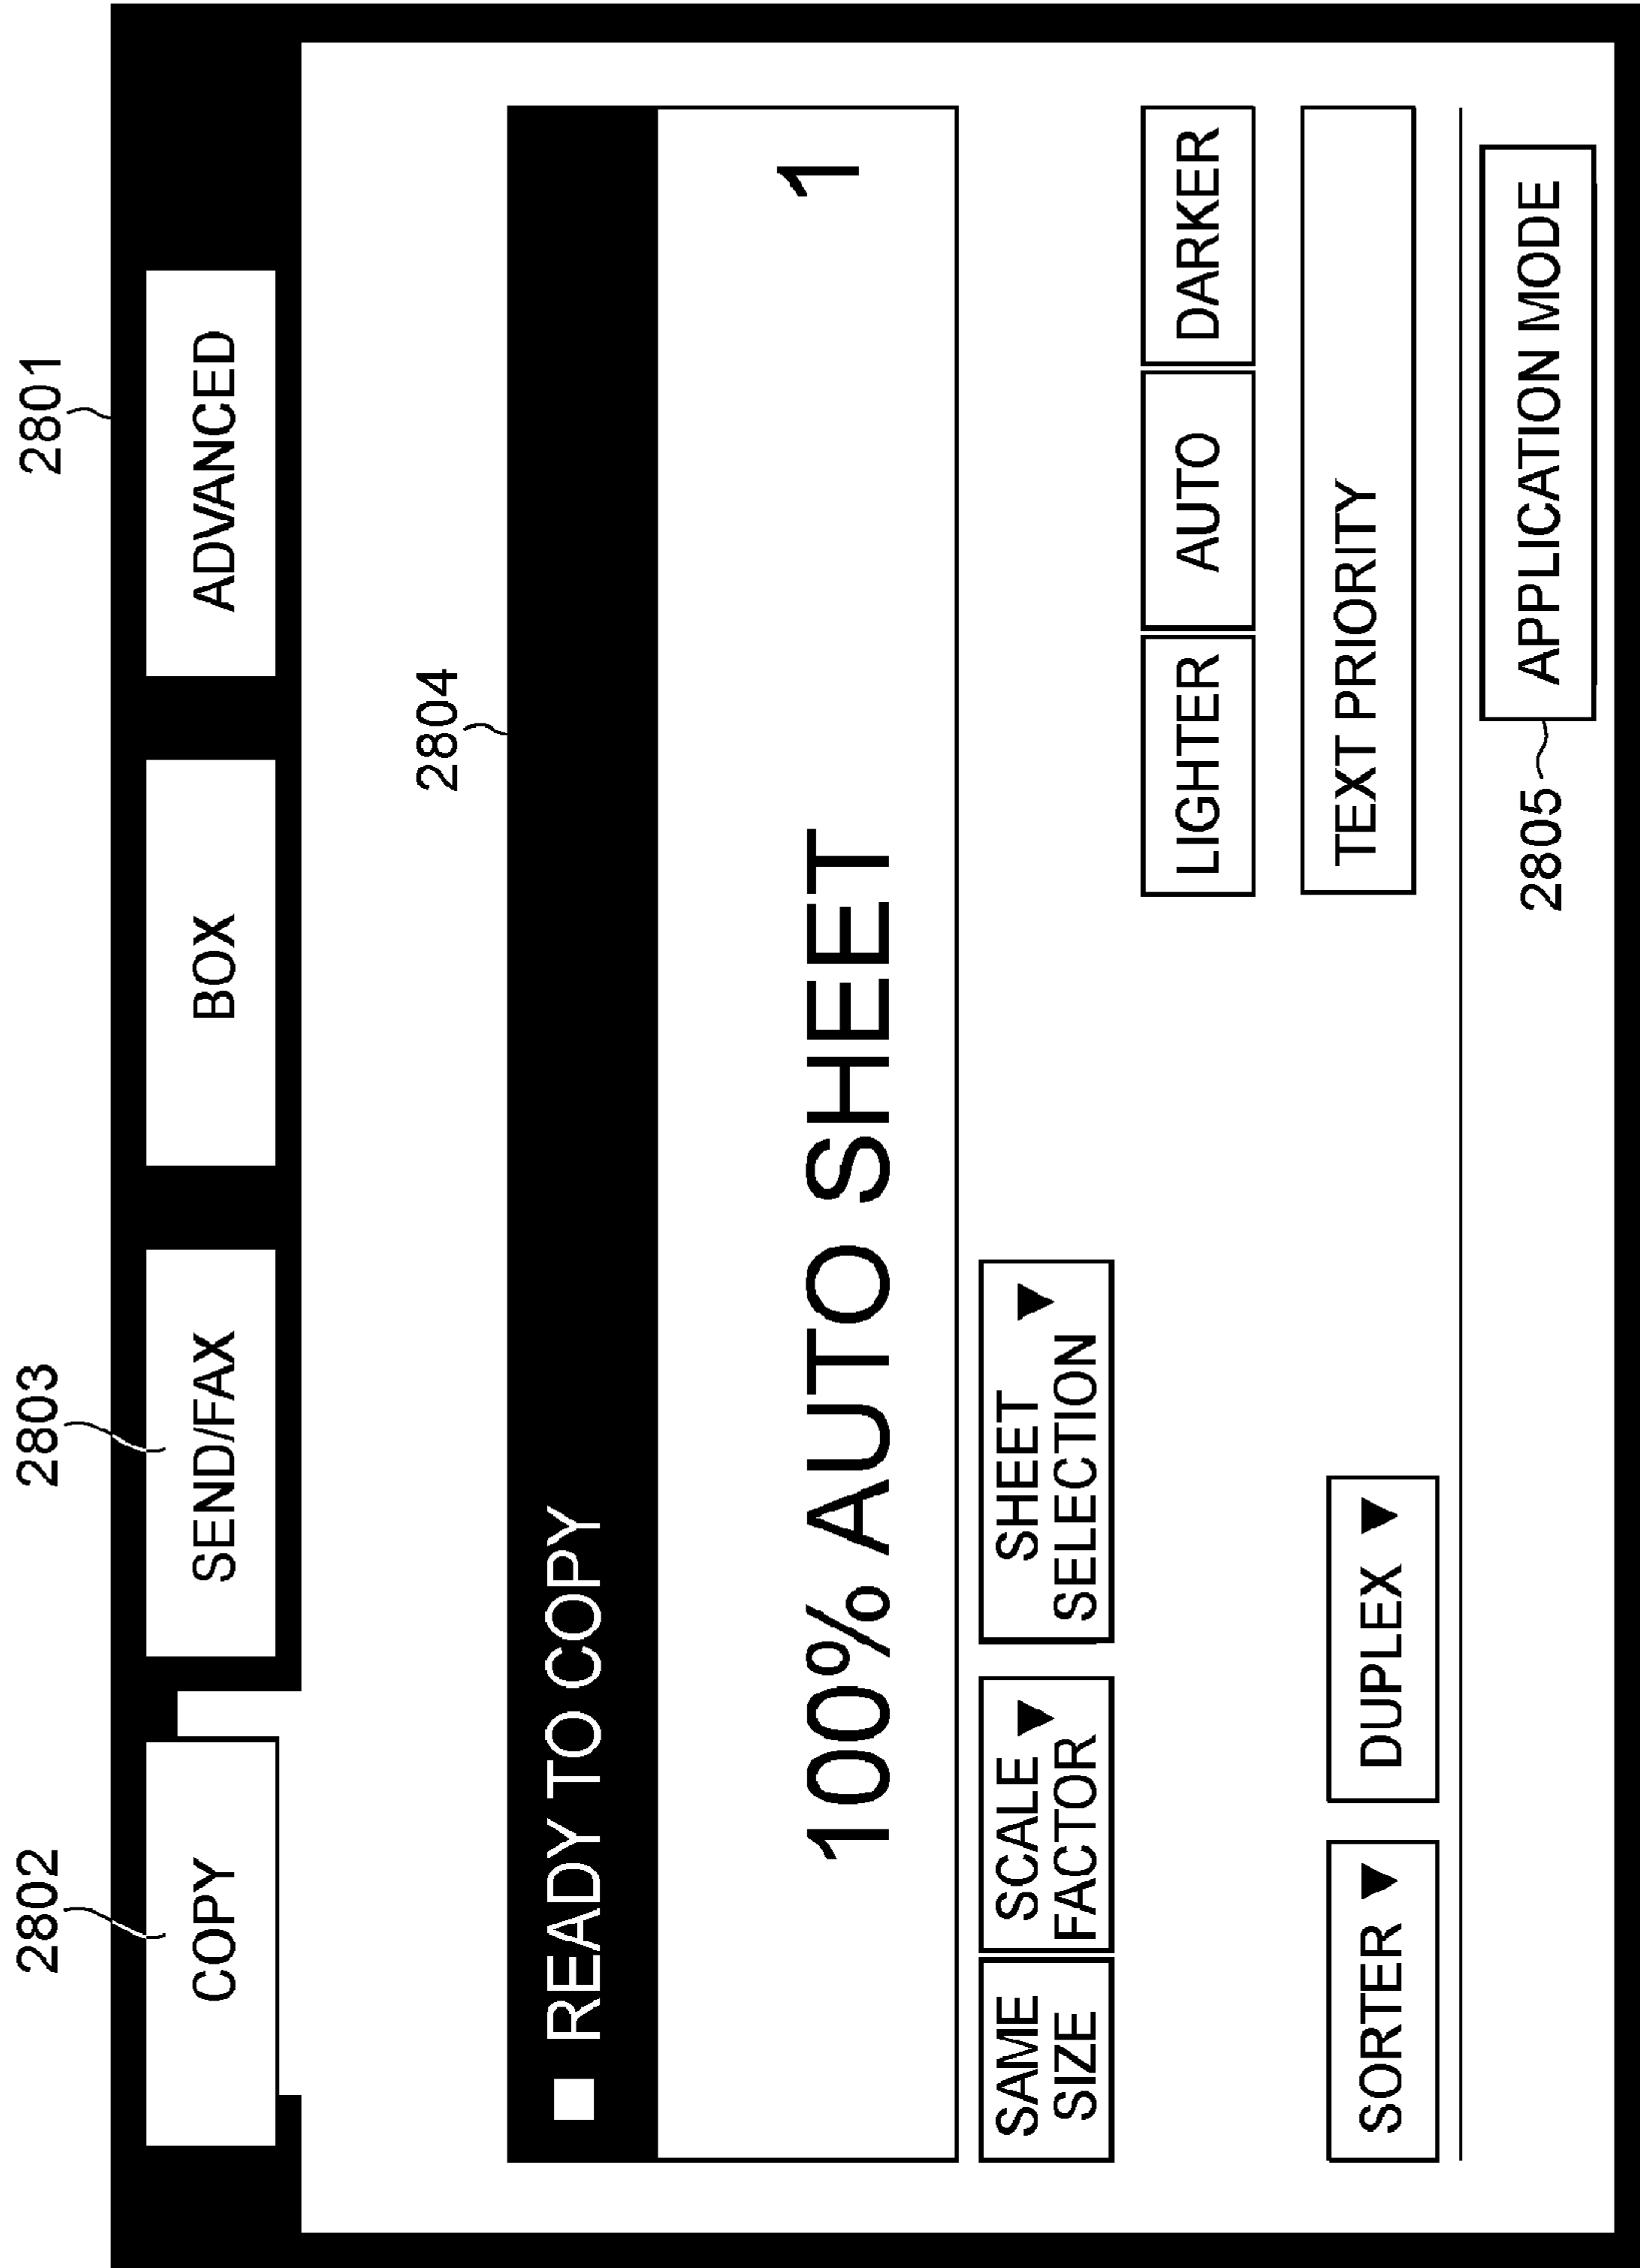 2801
2802
2803
COPY
SEND/FAX
BOX
ADVANCED
2804
READY TO COPY
100% AUTO SHEET
1
SAME
SIZE
SCALE ▼
FACTOR
SHEET ▼
SELECTION
LIGHTER
AUTO
DARKER
SORTER ▼
DUPLEX ▼
TEXT PRIORITY
2805
APPLICATION MODE